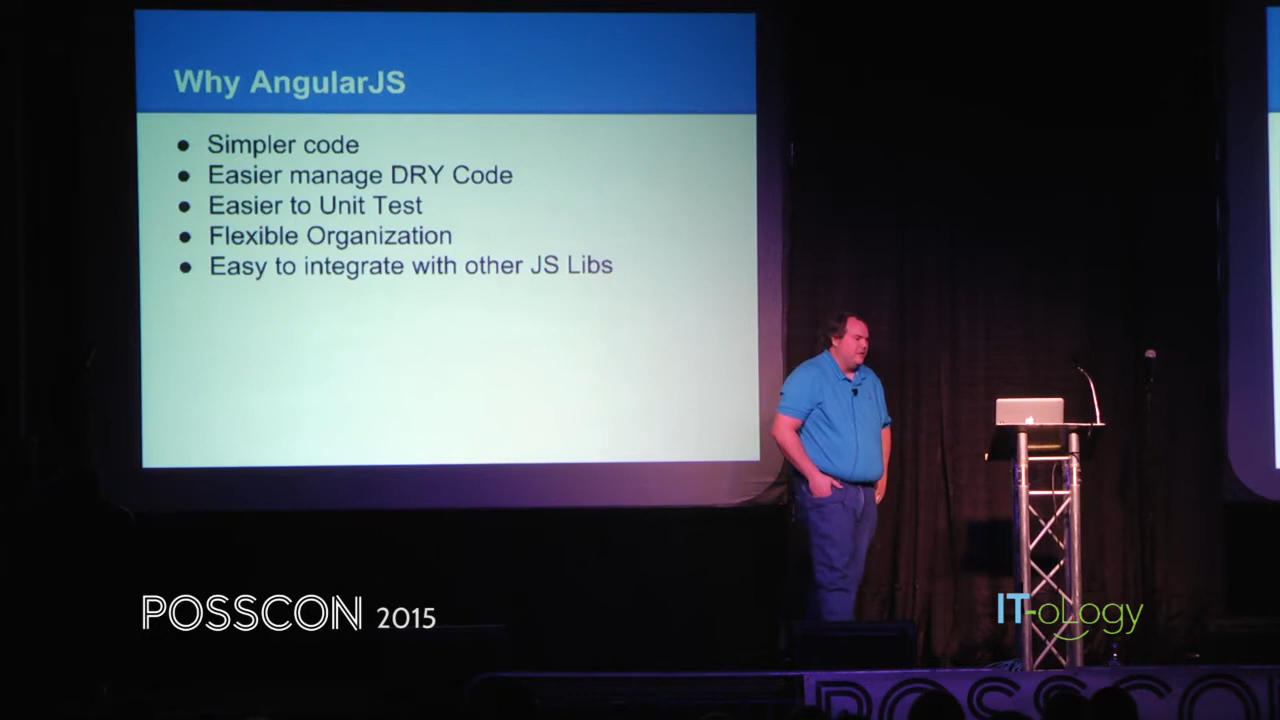 Why AngularJS
● Simpler code
● Easier manage DRY Code
● Easier to Unit Test
● Flexible Organization
● Easy to integrate with other JS Libs
POSSCON 2015
IT-oLogy
POSSCO